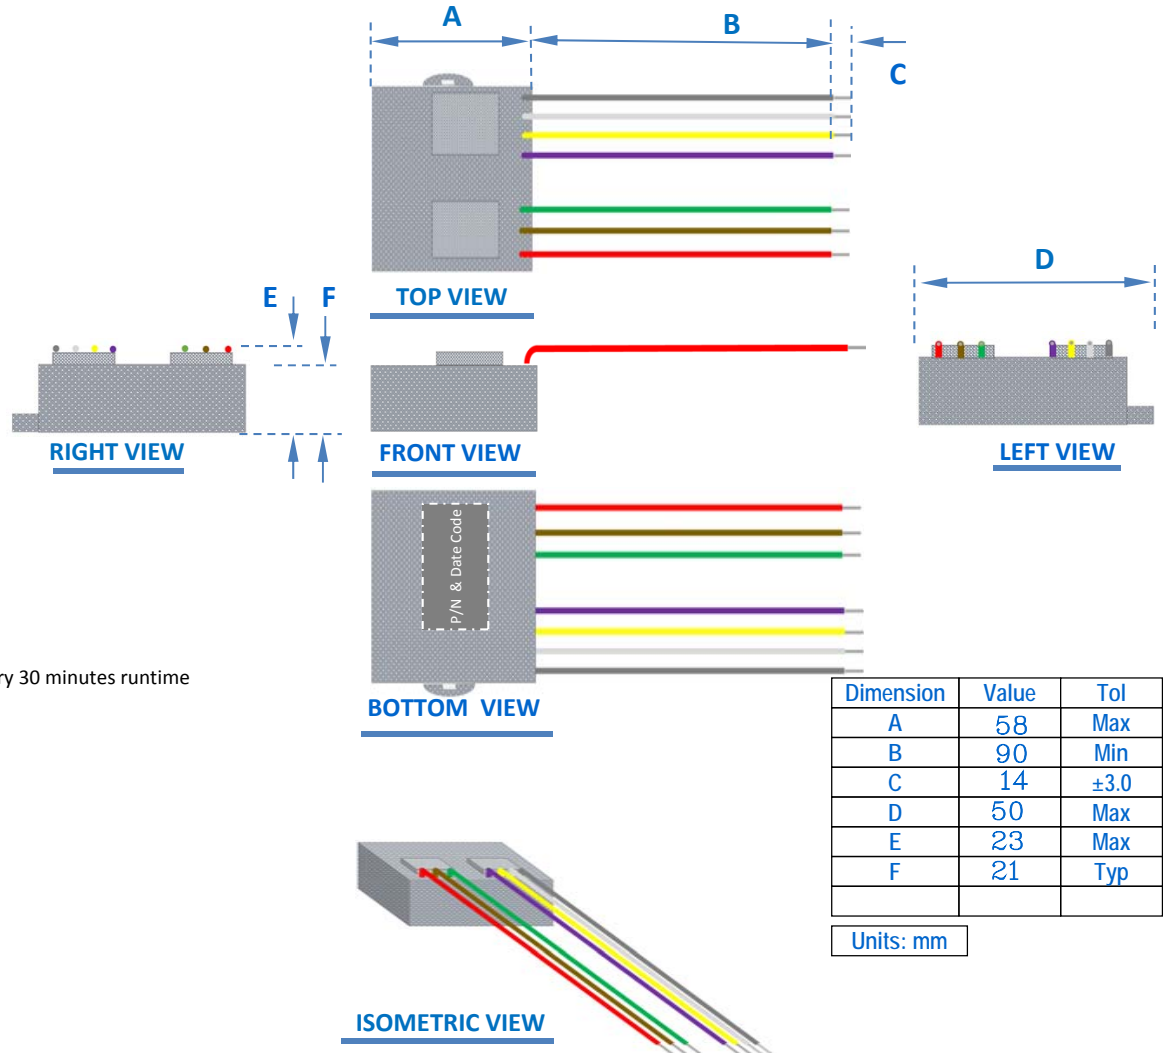 A
B
C
TOP VIEW
D
E
F
RIGHT VIEW
FRONT VIEW
LEFT VIEW
P/N & Date Code
ry 30 minutes runtime
BOTTOM VIEW
Dimension Value Tol
A 58 Max
B 90 Min
C 14 ±3.0
D 50 Max
E 23 Max
F 21 Typ
Units: mm
ISOMETRIC VIEW